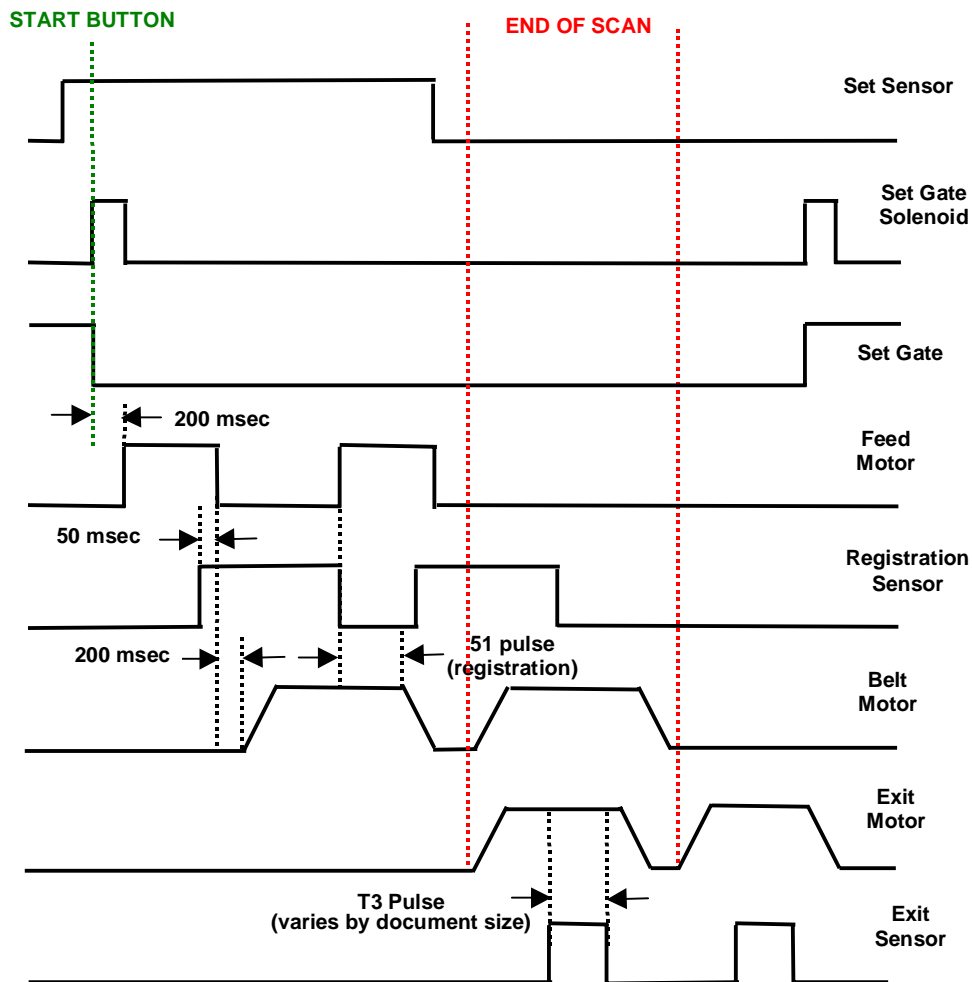 START BUTTON
END OF SCAN
Set Sensor
Set Gate
Solenoid
Set Gate
200 msec
Feed
Motor
50 msec
Registration
Sensor
200 msec
51 pulse
(registration)
Belt
Motor
Exit
Motor
T3 Pulse
(varies by document size)
Exit
Sensor